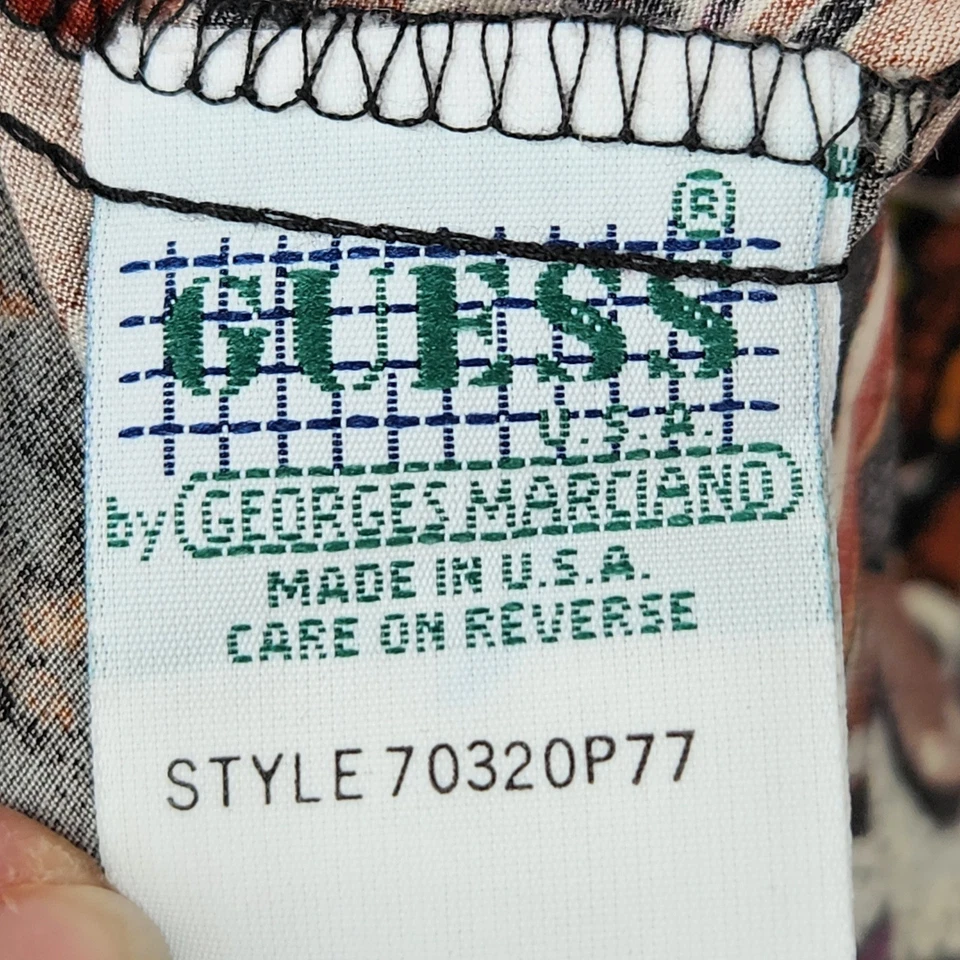 ®
GUESS
U.S.A.
by GEORGES MARCIANO
MADE IN U.S.A.
CARE ON REVERSE
STYLE 70320P77